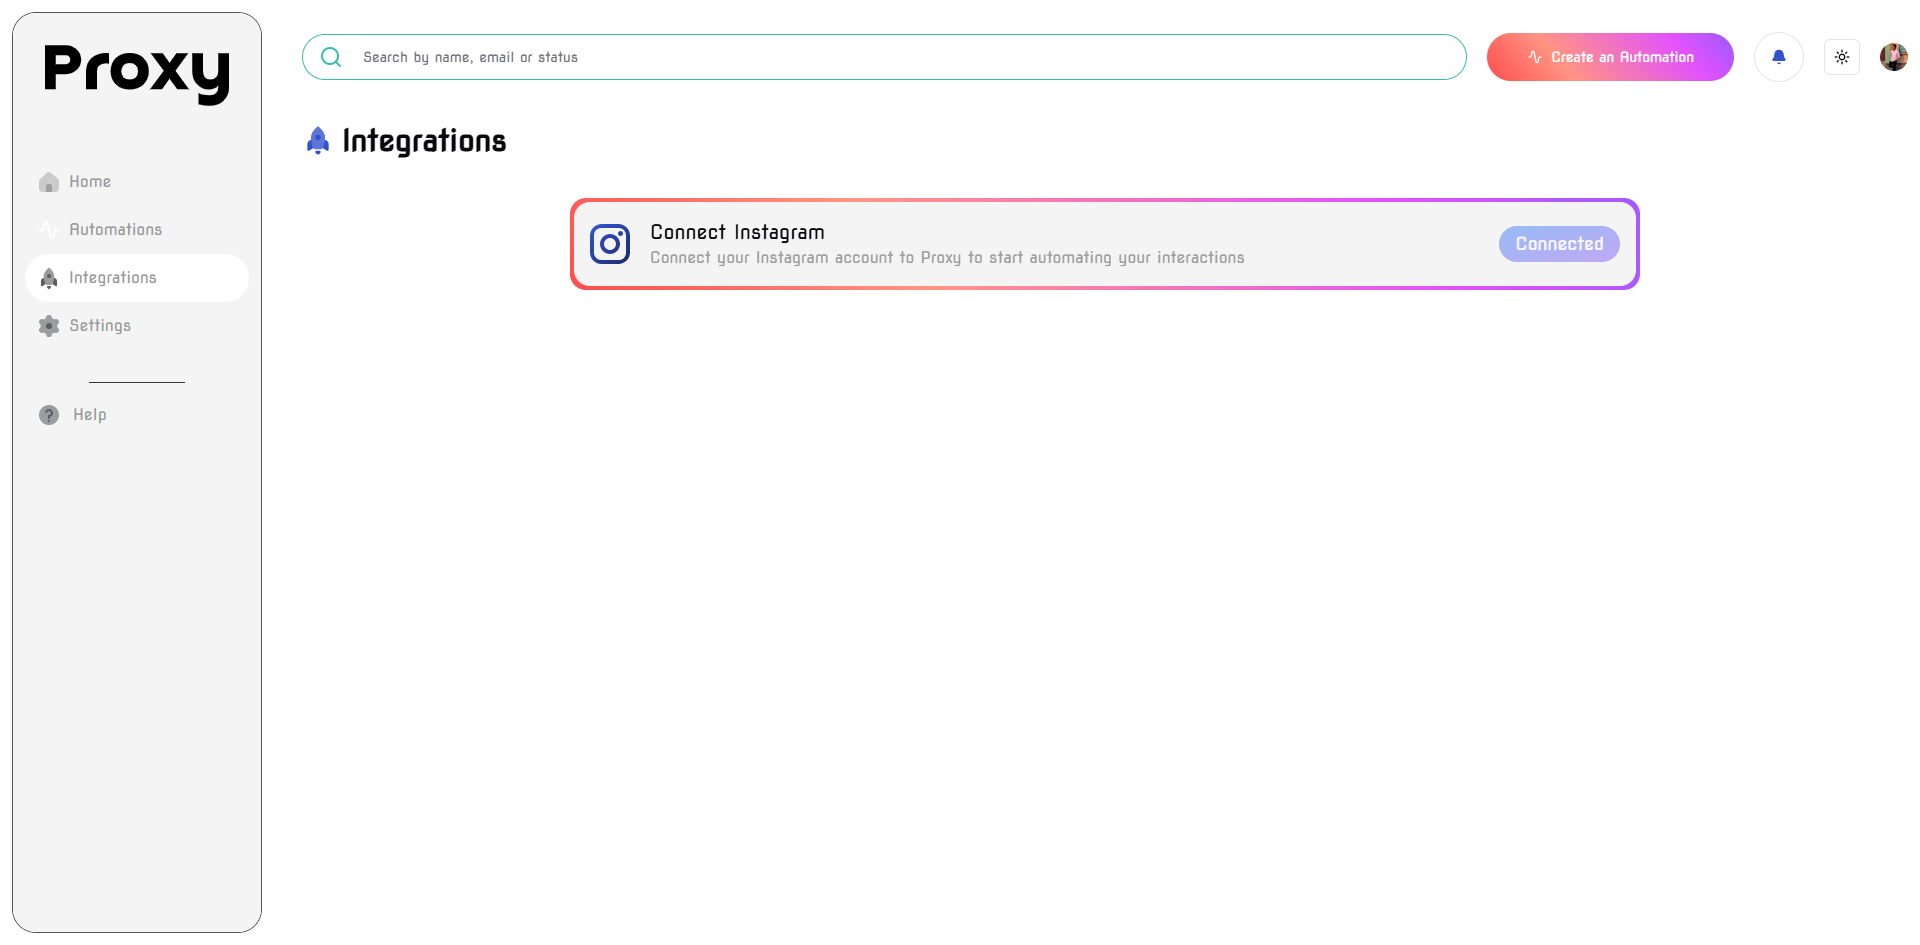 Proxy
Home
Automations
Integrations
Settings
Help
Search by name, email or status
Create an Automation
Integrations
Connect Instagram
Connect your Instagram account to Proxy to start automating your interactions
Connected